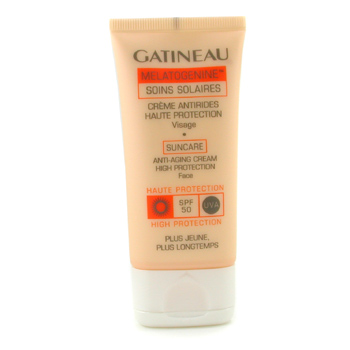 GATINEAU
MELATOGENINE™
SOINS SOLAIRES
CRÈME ANTIRIDES
HAUTE PROTECTION
Visage
•
SUNCARE
ANTI-AGING CREAM
HIGH PROTECTION
Face
HAUTE PROTECTION
SPF
50
UVA
HIGH PROTECTION
PLUS JEUNE,
PLUS LONGTEMPS